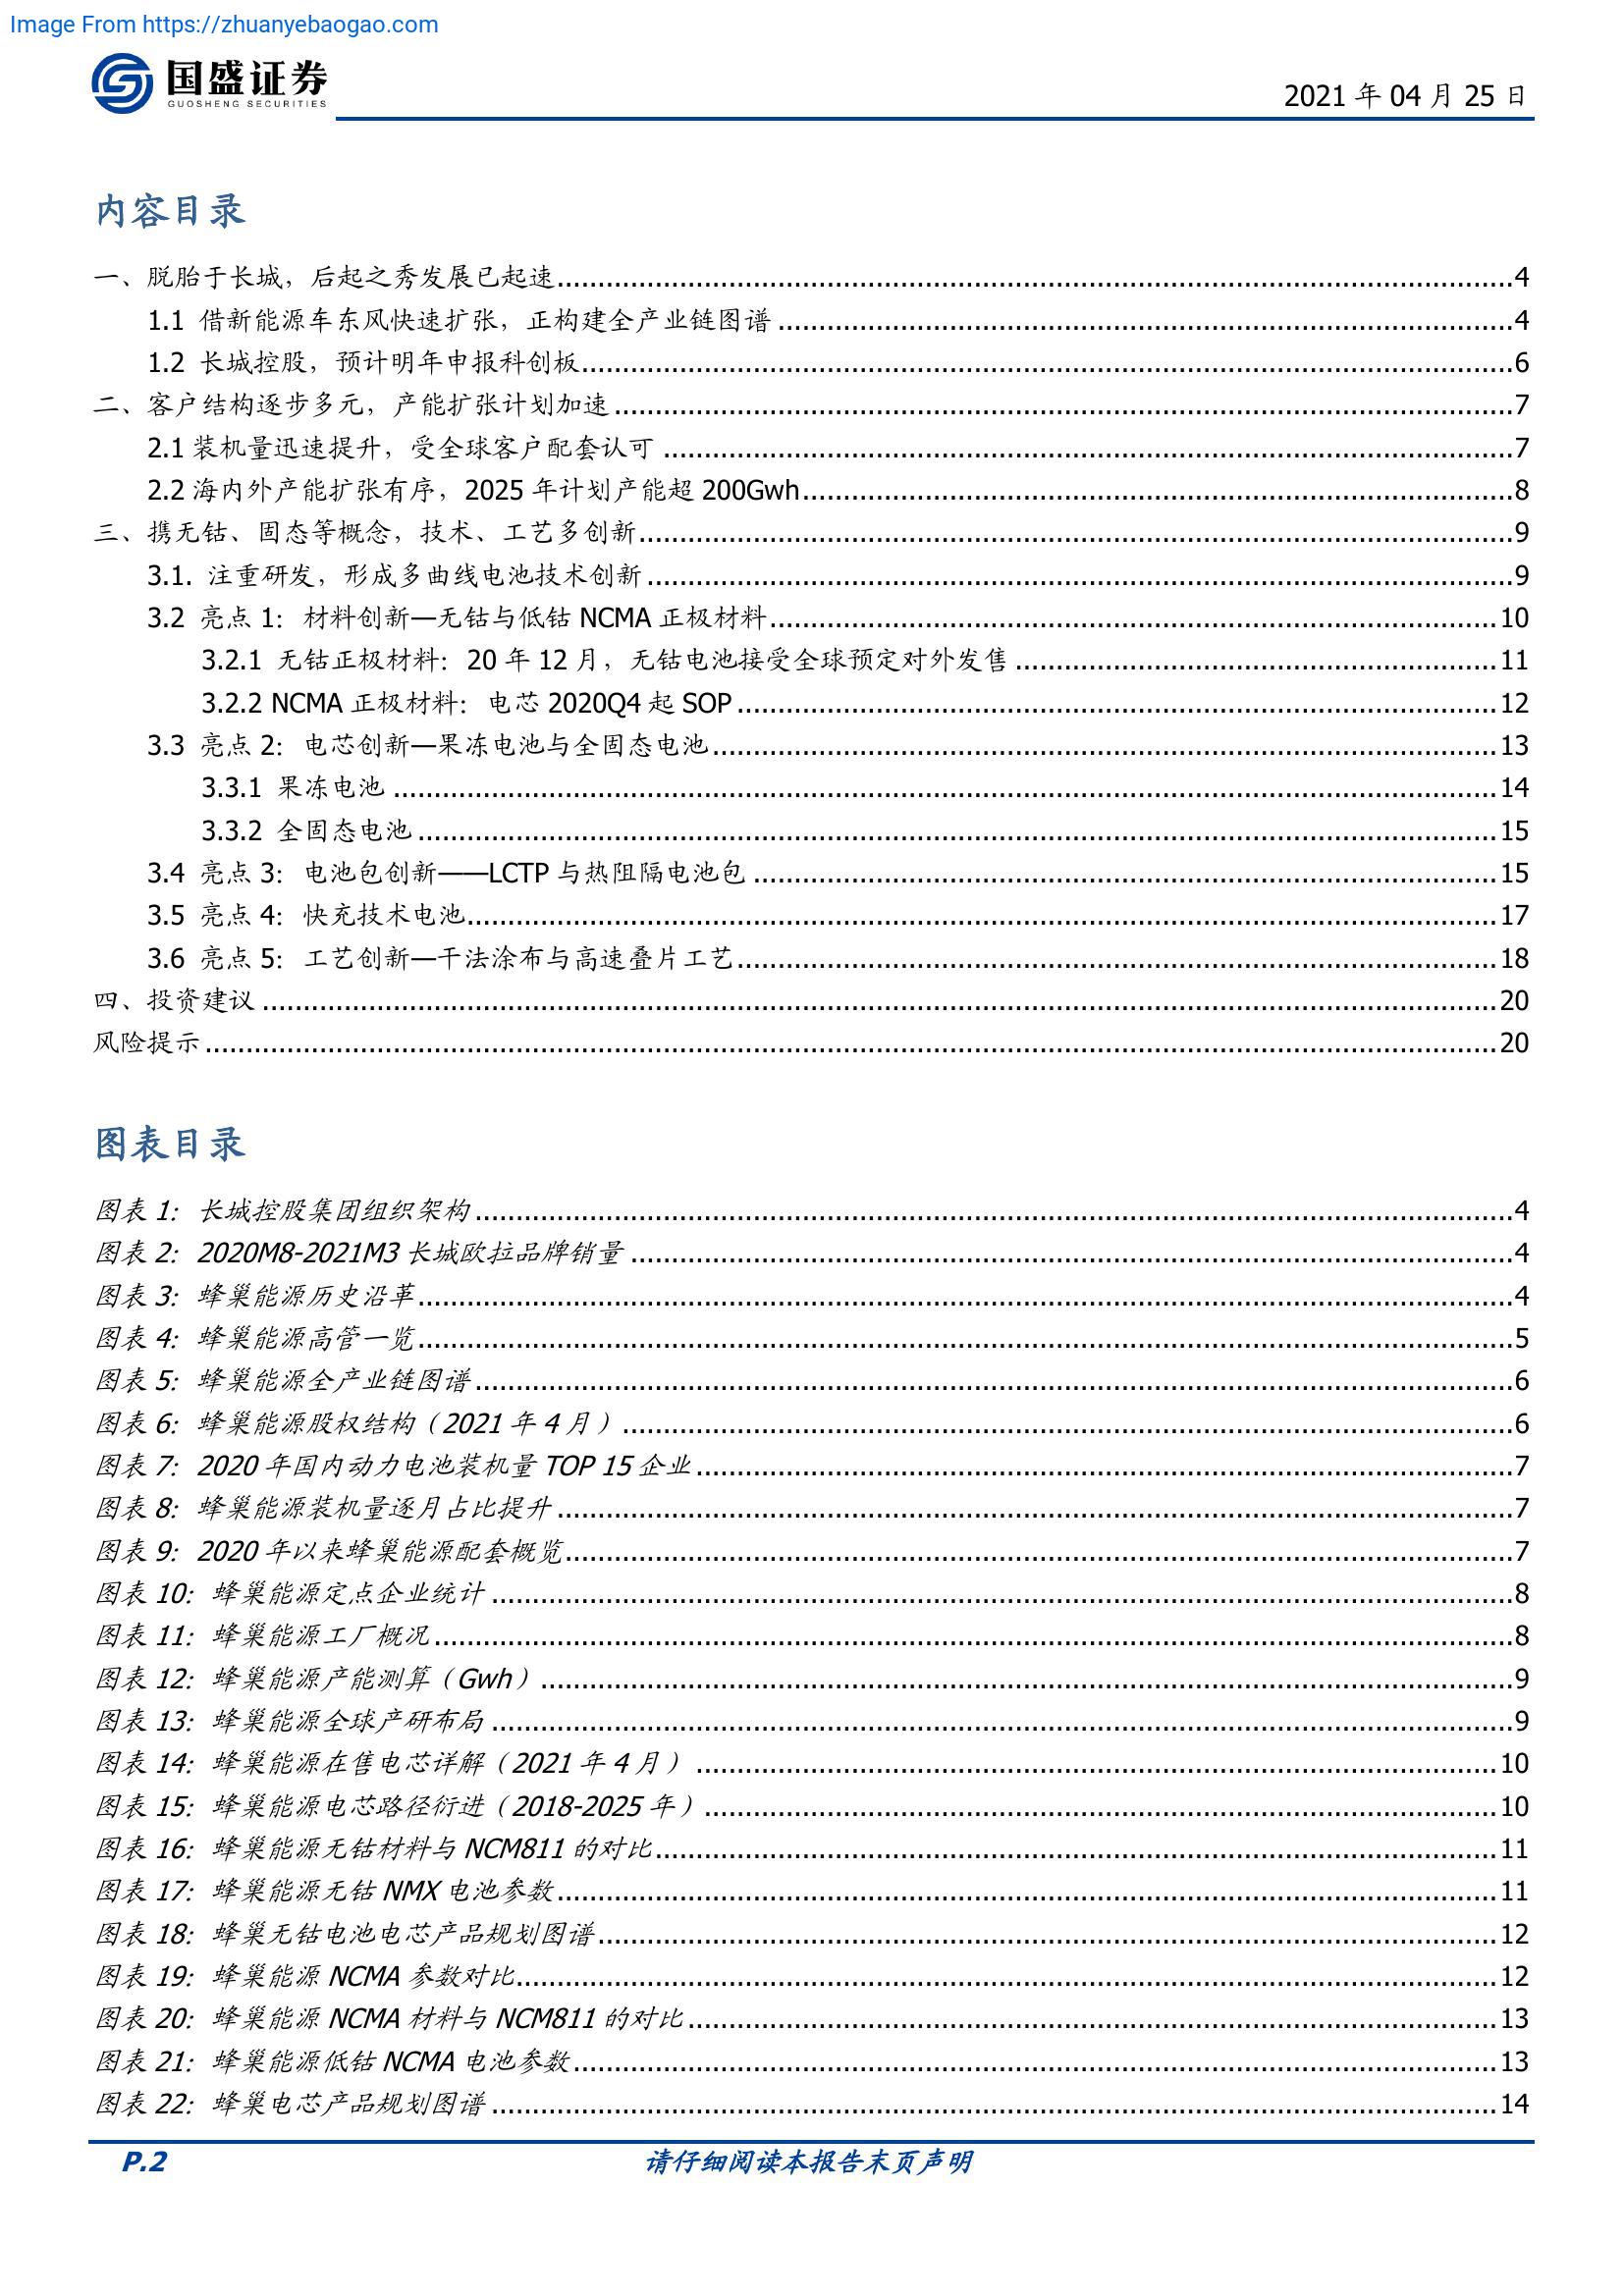 Image From https://zhuanyebaogao.com
国盛证券
GUOSHENG SECURITIES
2021 年 04 月 25 日
内容目录
一、脱胎于长城，后起之秀发展已起速 4
1.1 借新能源车东风快速扩张，正构建全产业链图谱 4
1.2 长城控股，预计明年申报科创板 6
二、客户结构逐步多元，产能扩张计划加速 7
2.1 装机量迅速提升，受全球客户配套认可 7
2.2 海内外产能扩张有序，2025 年计划产能超 200Gwh 8
三、携无钴、固态等概念，技术、工艺多创新 9
3.1. 注重研发，形成多曲线电池技术创新 9
3.2 亮点 1：材料创新—无钴与低钴 NCMA 正极材料 10
3.2.1 无钴正极材料：20 年 12 月，无钴电池接受全球预定对外发售 11
3.2.2 NCMA 正极材料：电芯 2020Q4 起 SOP 12
3.3 亮点 2：电芯创新—果冻电池与全固态电池 13
3.3.1 果冻电池 14
3.3.2 全固态电池 15
3.4 亮点 3：电池包创新——LCTP 与热阻隔电池包 15
3.5 亮点 4：快充技术电池 17
3.6 亮点 5：工艺创新—干法涂布与高速叠片工艺 18
四、投资建议 20
风险提示 20
图表目录
图表 1：长城控股集团组织架构 4
图表 2：2020M8-2021M3 长城欧拉品牌销量 4
图表 3：蜂巢能源历史沿革 4
图表 4：蜂巢能源高管一览 5
图表 5：蜂巢能源全产业链图谱 6
图表 6：蜂巢能源股权结构（2021 年 4 月） 6
图表 7：2020 年国内动力电池装机量 TOP 15 企业 7
图表 8：蜂巢能源装机量逐月占比提升 7
图表 9：2020 年以来蜂巢能源配套概览 7
图表 10：蜂巢能源定点企业统计 8
图表 11：蜂巢能源工厂概况 8
图表 12：蜂巢能源产能测算（Gwh） 9
图表 13：蜂巢能源全球产研布局 9
图表 14：蜂巢能源在售电芯详解（2021 年 4 月） 10
图表 15：蜂巢能源电芯路径衍进（2018-2025 年） 10
图表 16：蜂巢能源无钴材料与 NCM811 的对比 11
图表 17：蜂巢能源无钴 NMX 电池参数 11
图表 18：蜂巢无钴电池电芯产品规划图谱 12
图表 19：蜂巢能源 NCMA 参数对比 12
图表 20：蜂巢能源 NCMA 材料与 NCM811 的对比 13
图表 21：蜂巢能源低钴 NCMA 电池参数 13
图表 22：蜂巢电芯产品规划图谱 14
P.2 请仔细阅读本报告末页声明